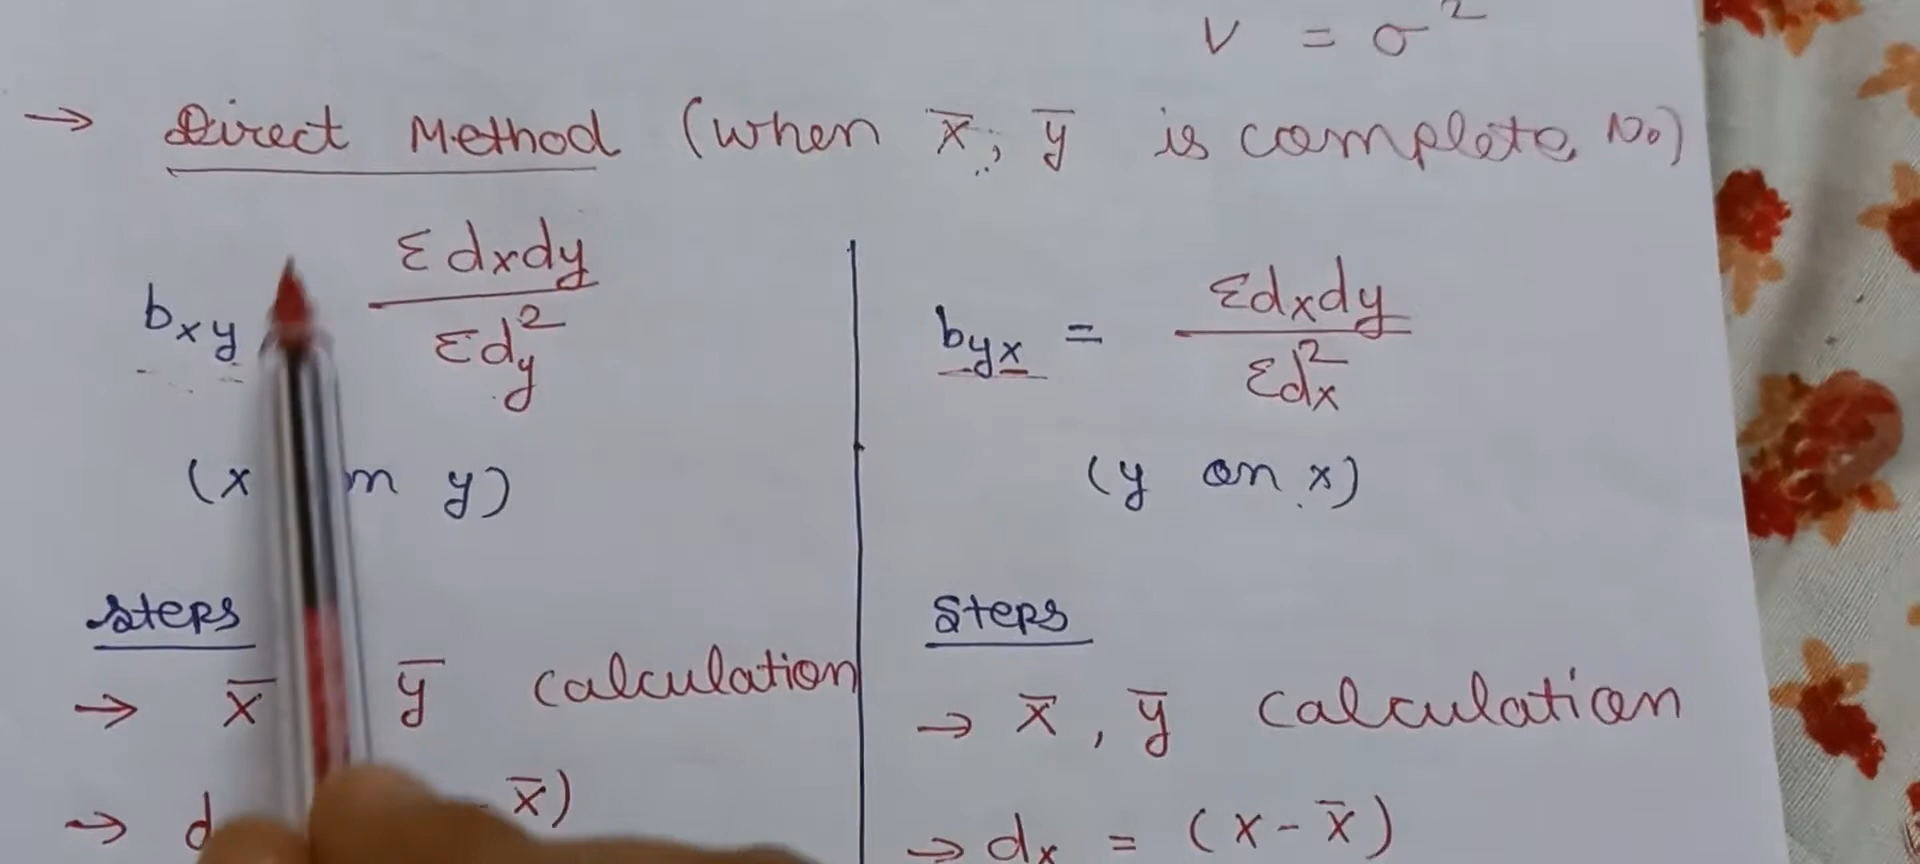 V = σ²
→ Direct Method (when x̄, ȳ is complete No)
bxy Σdxdy / Σdy²
(x n y)
Steps
→ x̄ ȳ calculation
→ d x̄)
byx = Σdxdy / Σdx²
(y on x)
Steps
→ x̄, ȳ calculation
→ dx = (x - x̄)